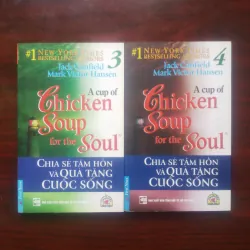 #1 NEW YORK TIMES
BESTSELLING AUTHORS
Jack Canfield
Mark Victor Hansen
3
A cup of
Chicken
Soup
for the
Soul
CHIA SẺ TÂM HỒN
VÀ QUÀ TẶNG
CUỘC SỐNG
#1 NEW YORK TIMES
BESTSELLING AUTHORS
Jack Canfield
Mark Victor Hansen
4
A cup of
Chicken
Soup
for the
Soul
CHIA SẺ TÂM HỒN
VÀ QUÀ TẶNG
CUỘC SỐNG